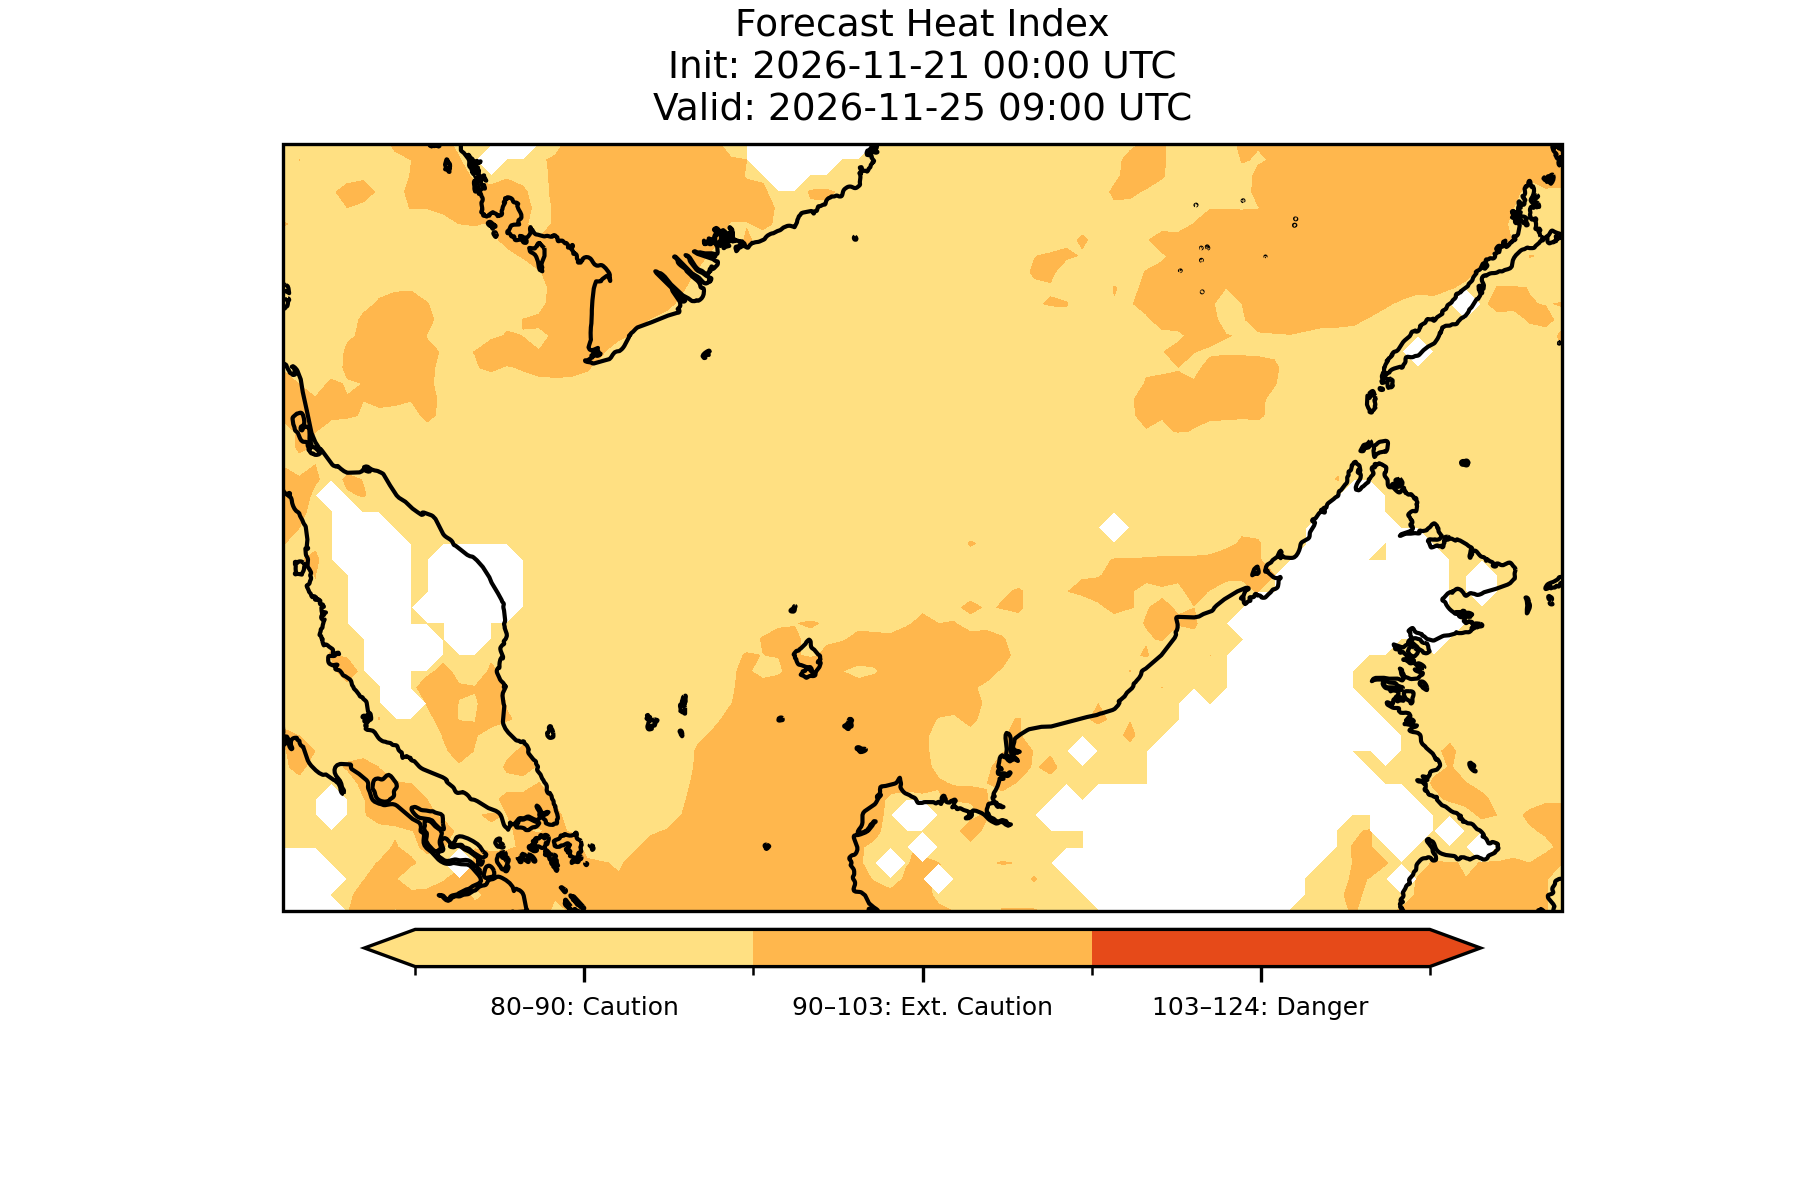 Forecast Heat Index
Init: 2026-11-21 00:00 UTC
Valid: 2026-11-25 09:00 UTC
80–90: Caution
90–103: Ext. Caution
103–124: Danger